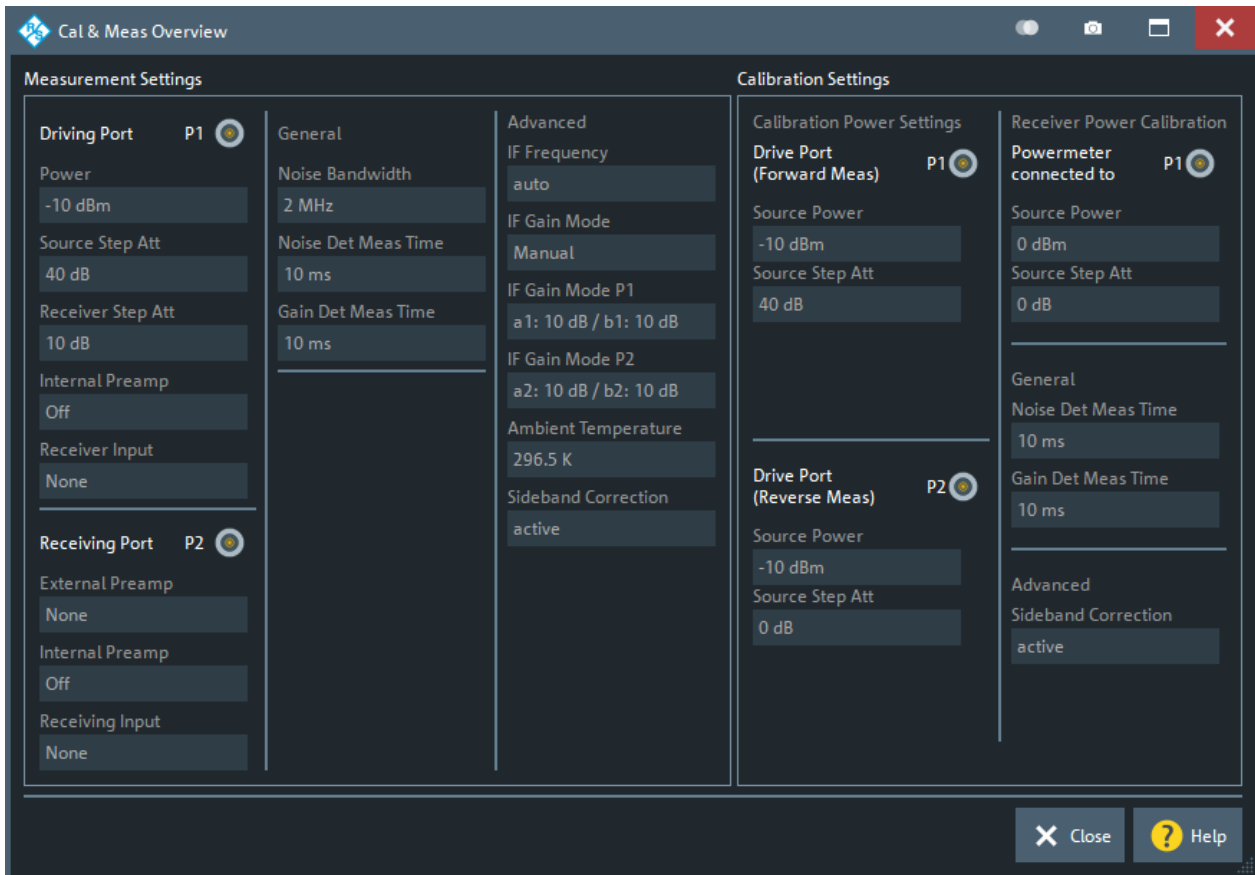 R&S Cal & Meas Overview
Measurement Settings
Driving Port P1
Power
-10 dBm
Source Step Att
40 dB
Receiver Step Att
10 dB
Internal Preamp
Off
Receiver Input
None
Receiving Port P2
External Preamp
None
Internal Preamp
Off
Receiving Input
None
General
Noise Bandwidth
2 MHz
Noise Det Meas Time
10 ms
Gain Det Meas Time
10 ms
Advanced
IF Frequency
auto
IF Gain Mode
Manual
IF Gain Mode P1
a1: 10 dB / b1: 10 dB
IF Gain Mode P2
a2: 10 dB / b2: 10 dB
Ambient Temperature
296.5 K
Sideband Correction
active
Calibration Settings
Calibration Power Settings
Drive Port
(Forward Meas) P1
Source Power
-10 dBm
Source Step Att
40 dB
Drive Port
(Reverse Meas) P2
Source Power
-10 dBm
Source Step Att
0 dB
Receiver Power Calibration
Powermeter
connected to P1
Source Power
0 dBm
Source Step Att
0 dB
General
Noise Det Meas Time
10 ms
Gain Det Meas Time
10 ms
Advanced
Sideband Correction
active
Close
? Help